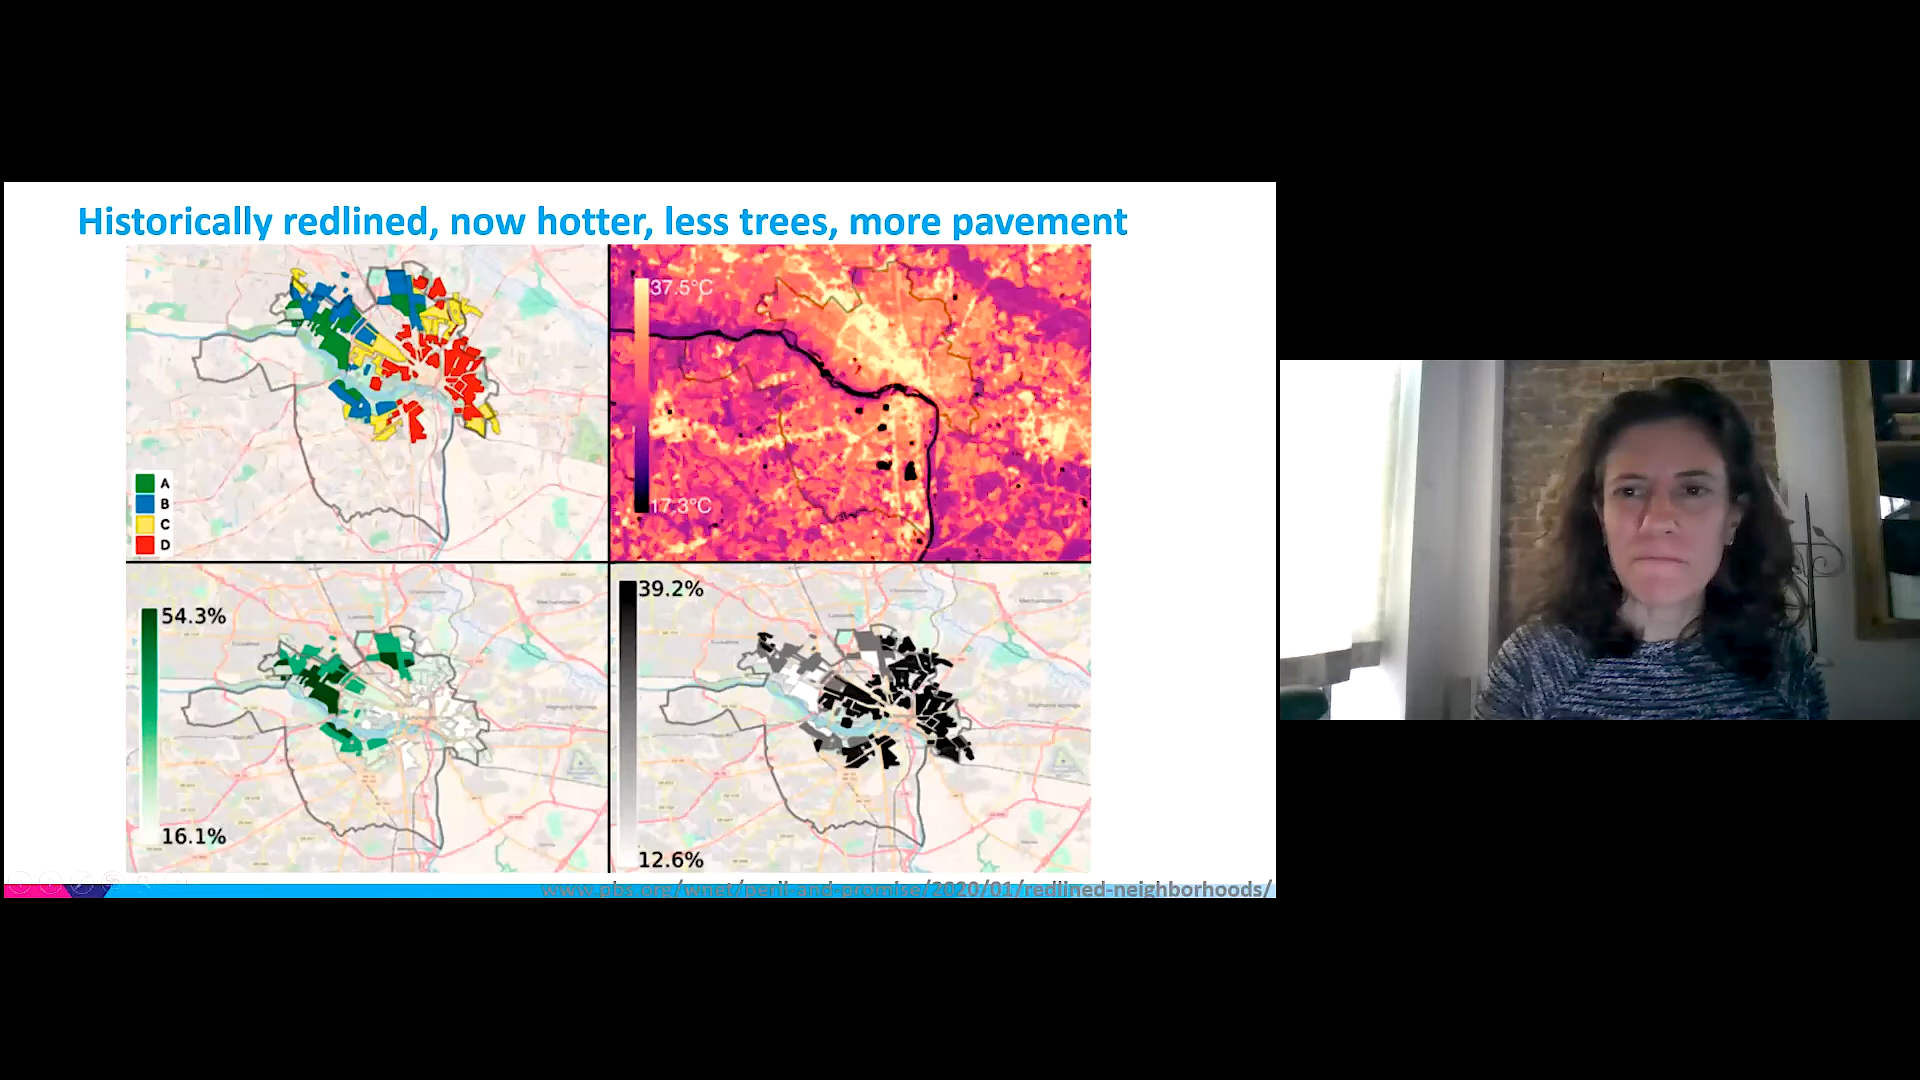 Historically redlined, now hotter, less trees, more pavement
A
B
C
D
37.5°C
17.3°C
54.3%
16.1%
39.2%
12.6%
www.pbs.org/wnet/peril-and-promise/2020/01/redlined-neighborhoods/